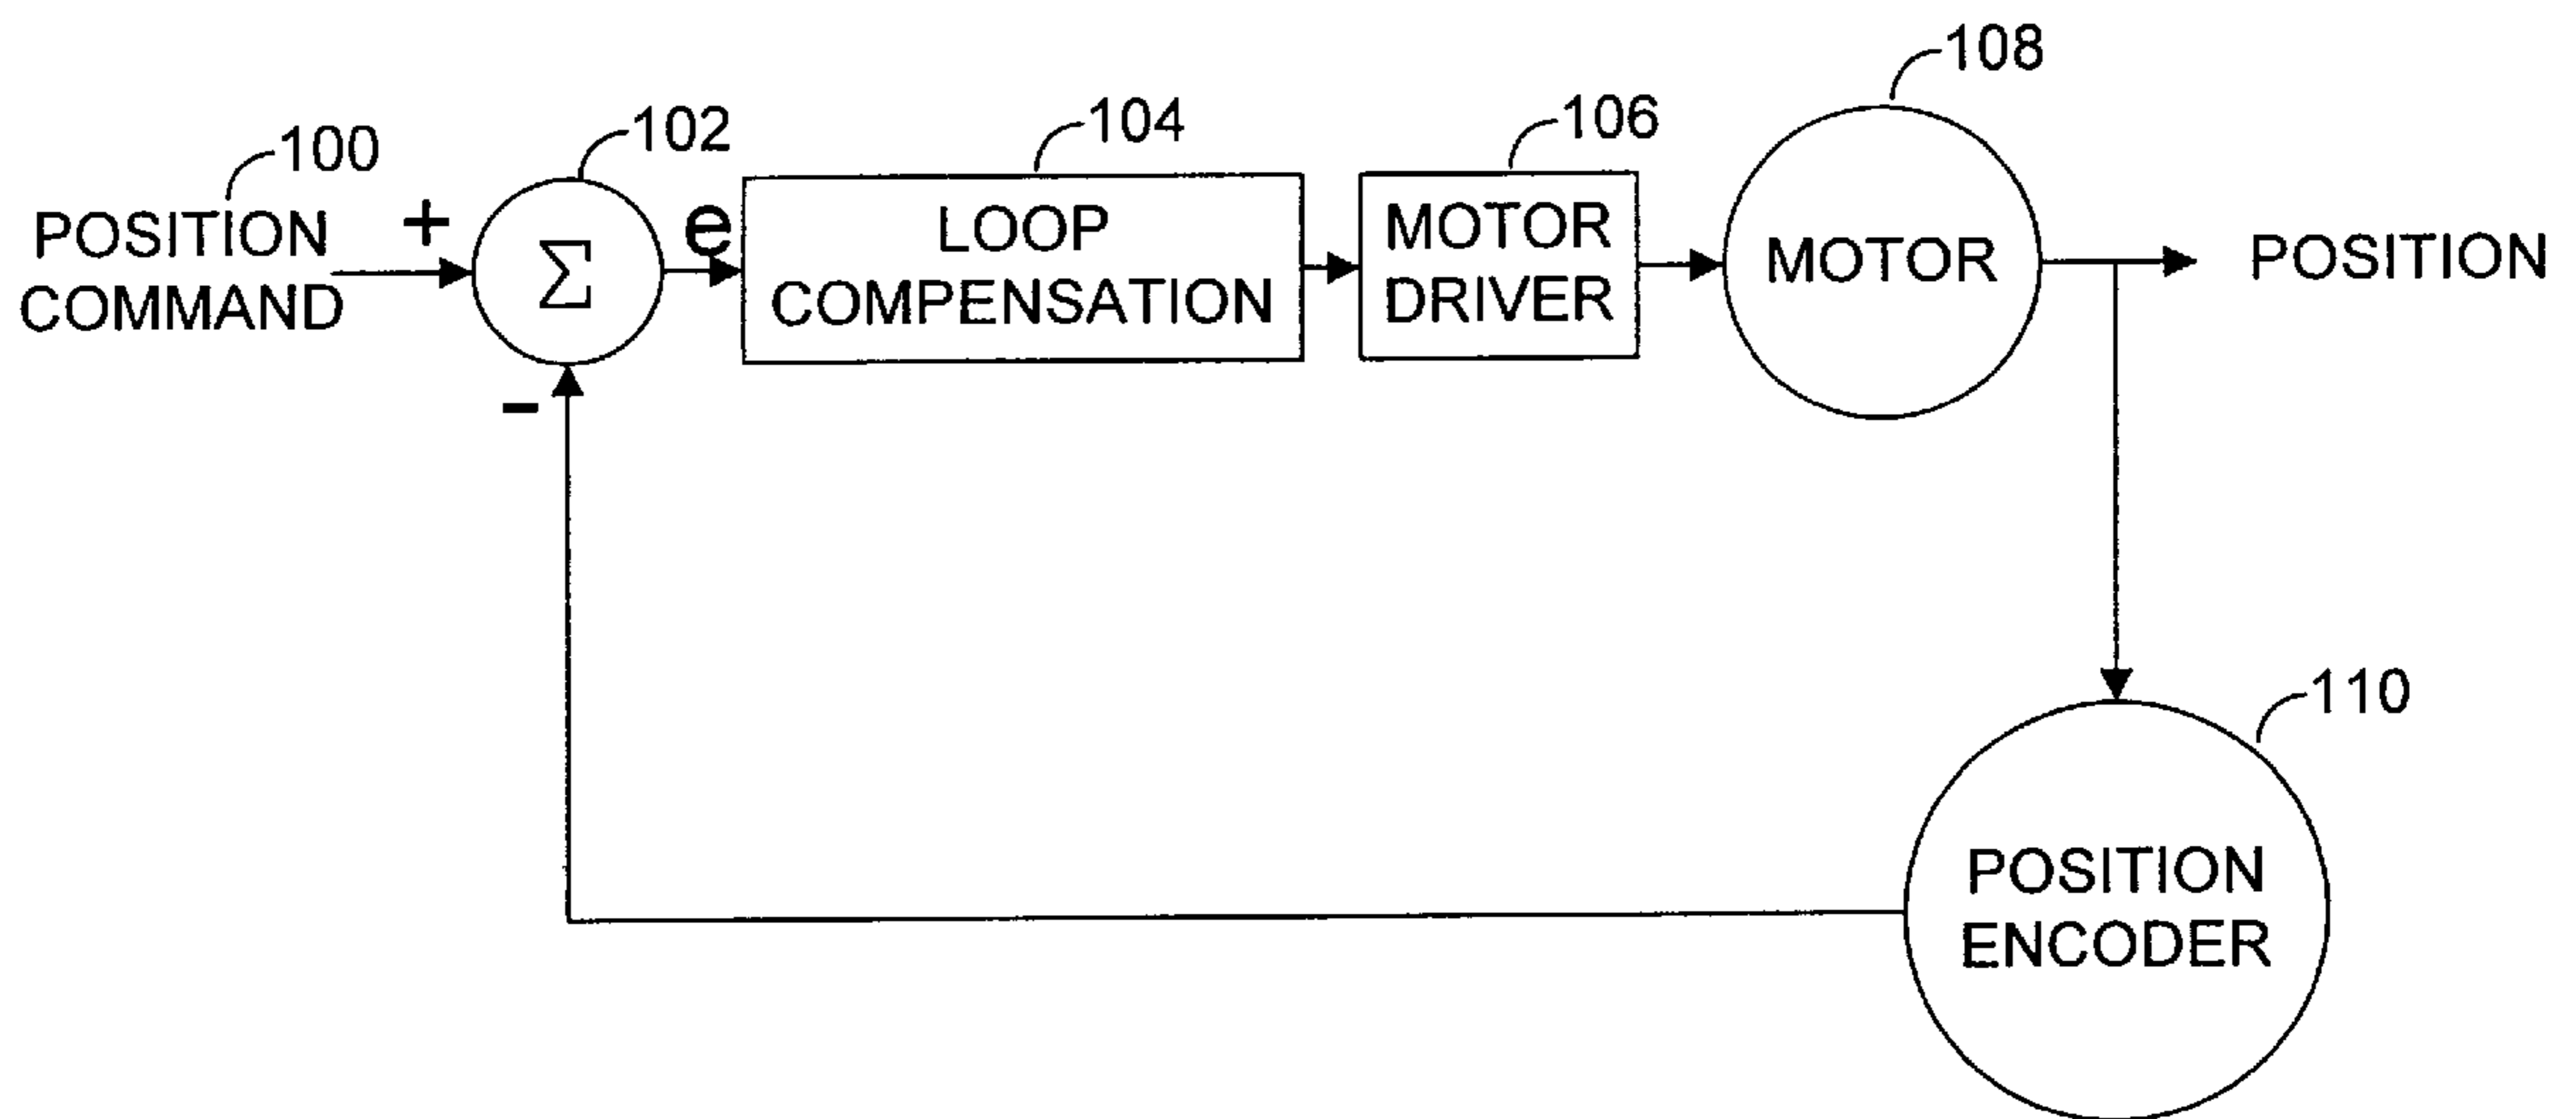 100
POSITION
COMMAND
+
-
102
Σ
e
104
LOOP
COMPENSATION
106
MOTOR
DRIVER
108
MOTOR
POSITION
110
POSITION
ENCODER